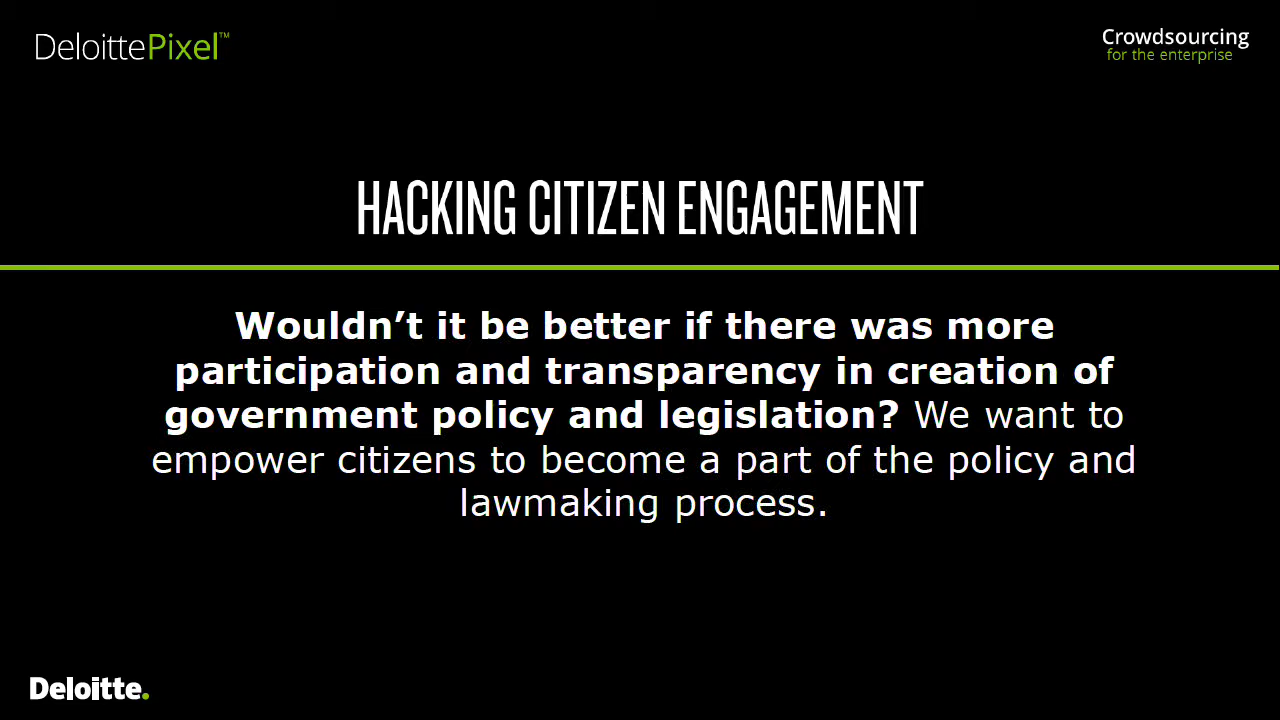 DeloittePixel™
Crowdsourcing
for the enterprise
HACKING CITIZEN ENGAGEMENT
Wouldn’t it be better if there was more
participation and transparency in creation of
government policy and legislation? We want to
empower citizens to become a part of the policy and
lawmaking process.
Deloitte.